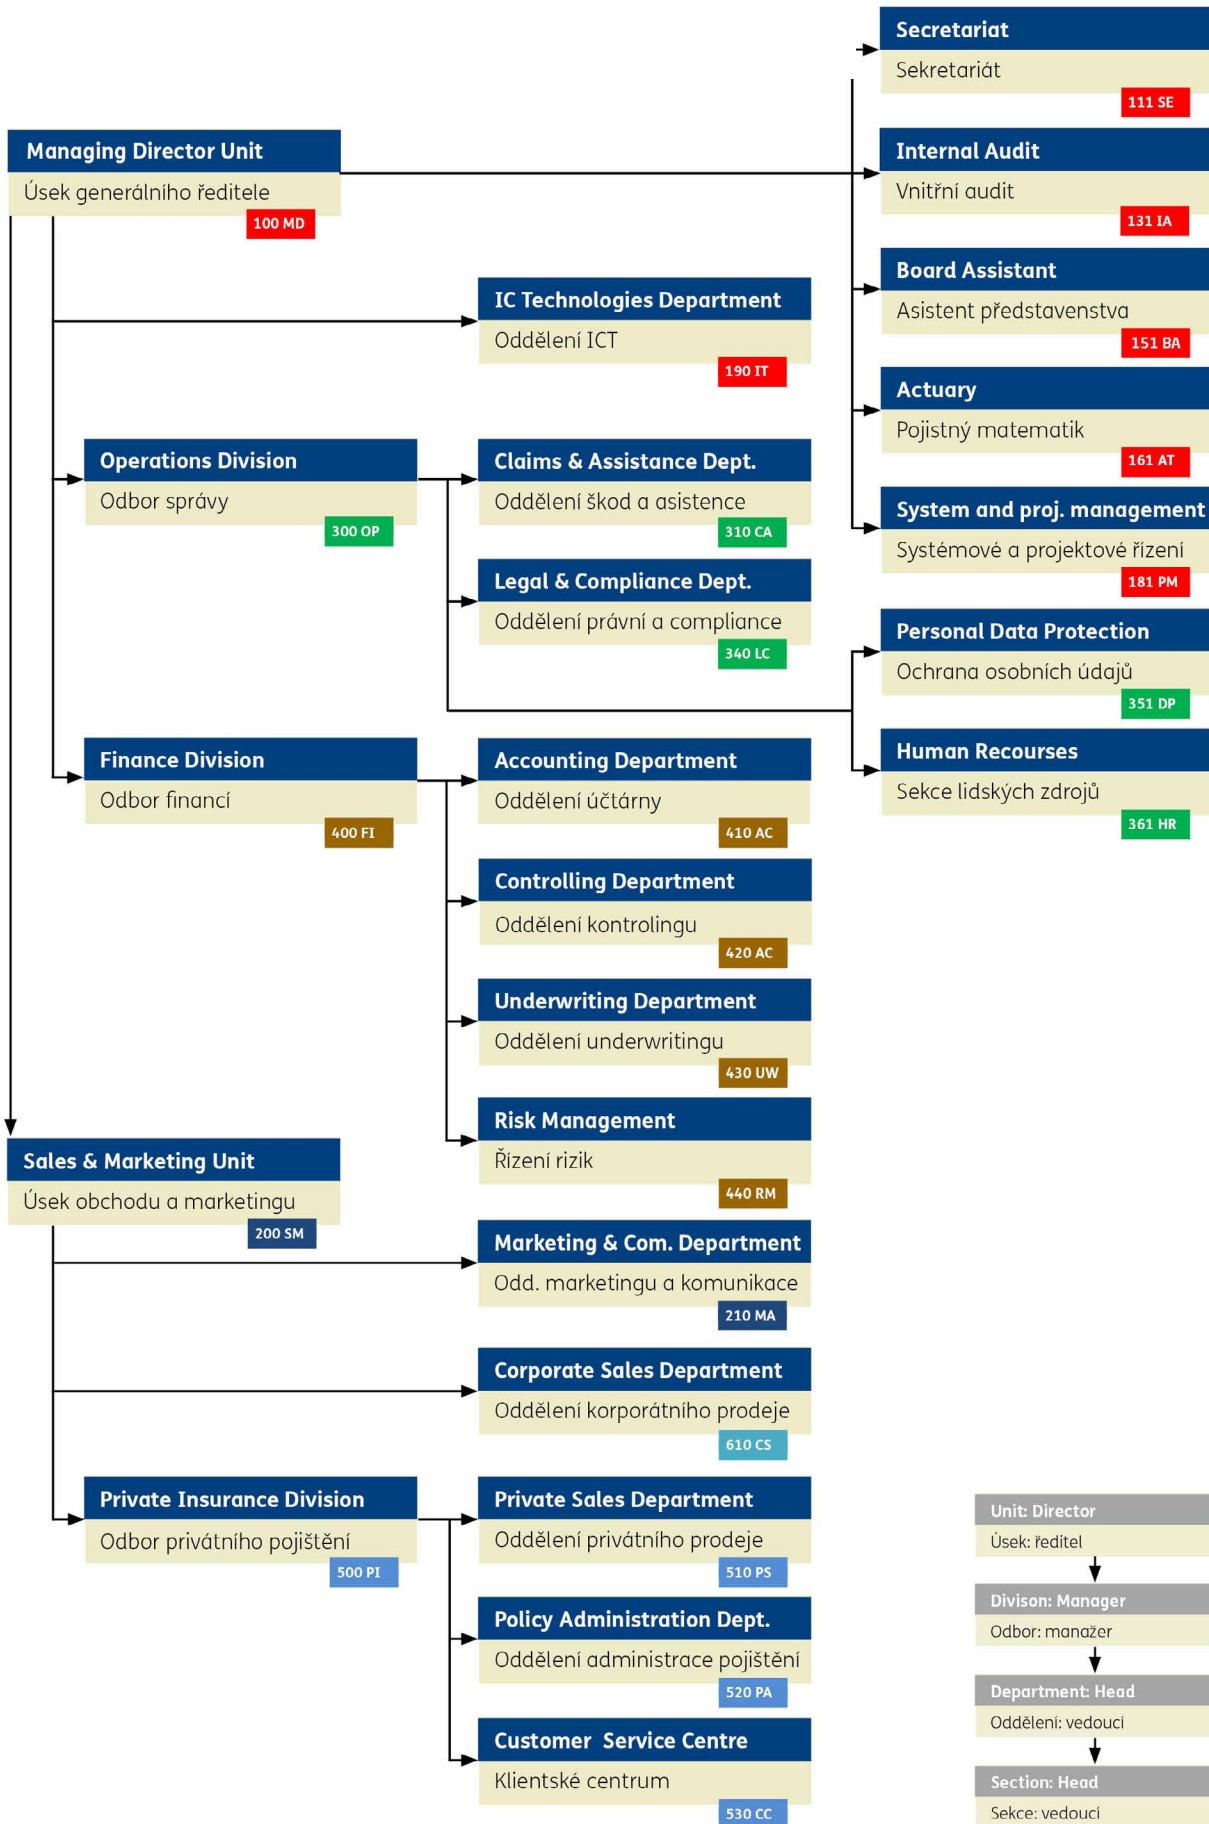 Secretariat
Sekretariát
111 SE
Managing Director Unit
Úsek generálního ředitele
100 MD
Internal Audit
Vnitřní audit
131 IA
Board Assistant
Asistent představenstva
151 BA
IC Technologies Department
Oddělení ICT
190 IT
Actuary
Pojistný matematik
161 AT
Operations Division
Odbor správy
300 OP
Claims & Assistance Dept.
Oddělení škod a asistence
310 CA
System and proj. management
Systémové a projektové řízení
181 PM
Legal & Compliance Dept.
Oddělení právní a compliance
340 LC
Personal Data Protection
Ochrana osobních údajů
351 DP
Finance Division
Odbor financí
400 FI
Accounting Department
Oddělení účtárny
410 AC
Human Recourses
Sekce lidských zdrojů
361 HR
Controlling Department
Oddělení kontrolingu
420 AC
Underwriting Department
Oddělení underwritingu
430 UW
Risk Management
Řízení rizik
440 RM
Sales & Marketing Unit
Úsek obchodu a marketingu
200 SM
Marketing & Com. Department
Odd. marketingu a komunikace
210 MA
Corporate Sales Department
Oddělení korporátního prodeje
610 CS
Private Insurance Division
Odbor privátního pojištění
500 PI
Private Sales Department
Oddělení privátního prodeje
510 PS
Policy Administration Dept.
Oddělení administrace pojištění
520 PA
Customer  Service Centre
Klientské centrum
530 CC
Unit: Director
Úsek: ředitel
Divison: Manager
Odbor: manažer
Department: Head
Oddělení: vedoucí
Section: Head
Sekce: vedoucí